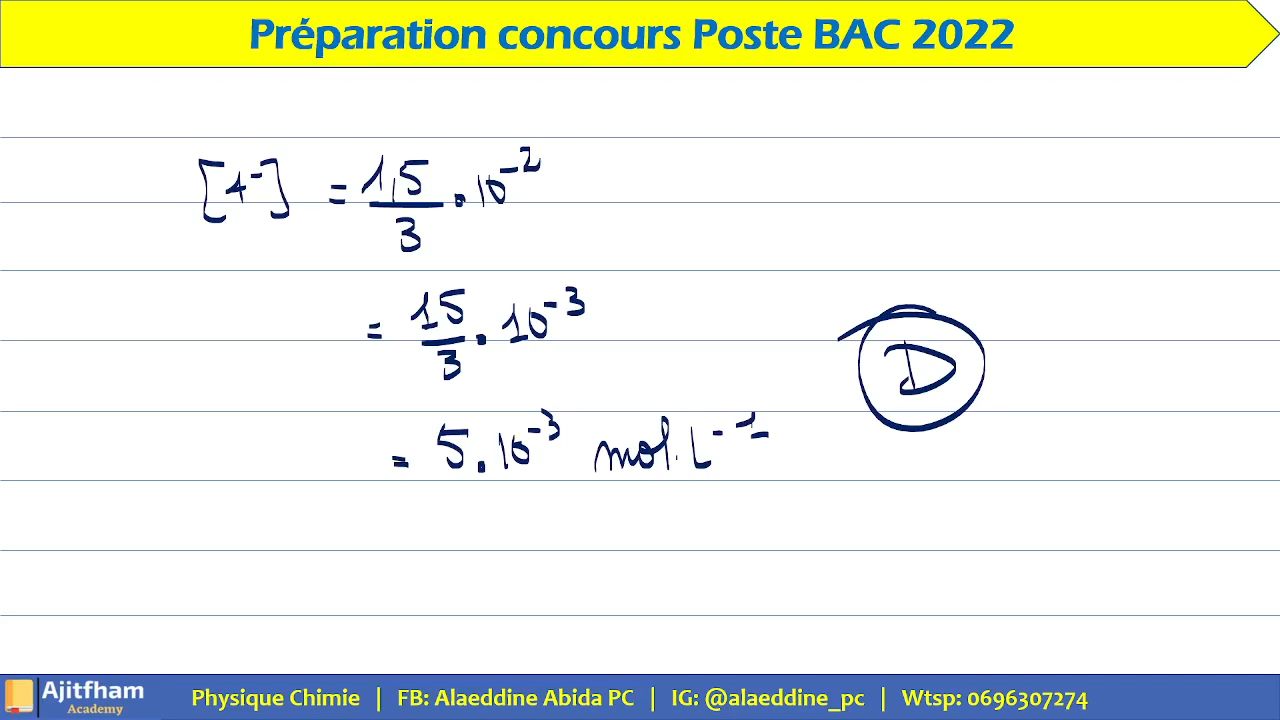 Préparation concours Poste BAC 2022
[1-] = 1,5/3 . 10^-2
= 15/3 . 10^-3
D
= 5 . 10^-3 mol.L^-1
Ajitfham
Academy
Physique Chimie | FB: Alaeddine Abida PC | IG: @alaeddine_pc | Wtsp: 0696307274